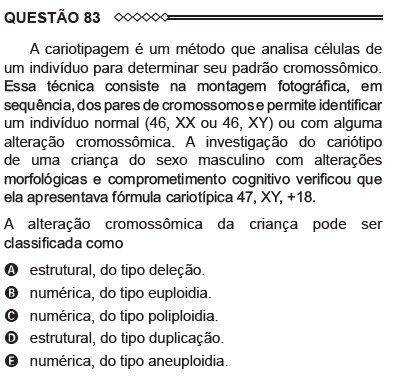 QUESTÃO 83
A cariotipagem é um método que analisa células de
um indivíduo para determinar seu padrão cromossômico.
Essa técnica consiste na montagem fotográfica, em
sequência, dos pares de cromossomos e permite identificar
um indivíduo normal (46, XX ou 46, XY) ou com alguma
alteração cromossômica. A investigação do cariótipo
de uma criança do sexo masculino com alterações
morfológicas e comprometimento cognitivo verificou que
ela apresentava fórmula cariotípica 47, XY, +18.
A alteração cromossômica da criança pode ser
classificada como
A estrutural, do tipo deleção.
B numérica, do tipo euploidia.
C numérica, do tipo poliploidia.
D estrutural, do tipo duplicação.
E numérica, do tipo aneuploidia.